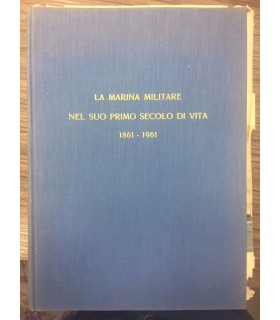 LA MARINA MILITARE
NEL SUO PRIMO SECOLO DI VITA
1861 - 1961